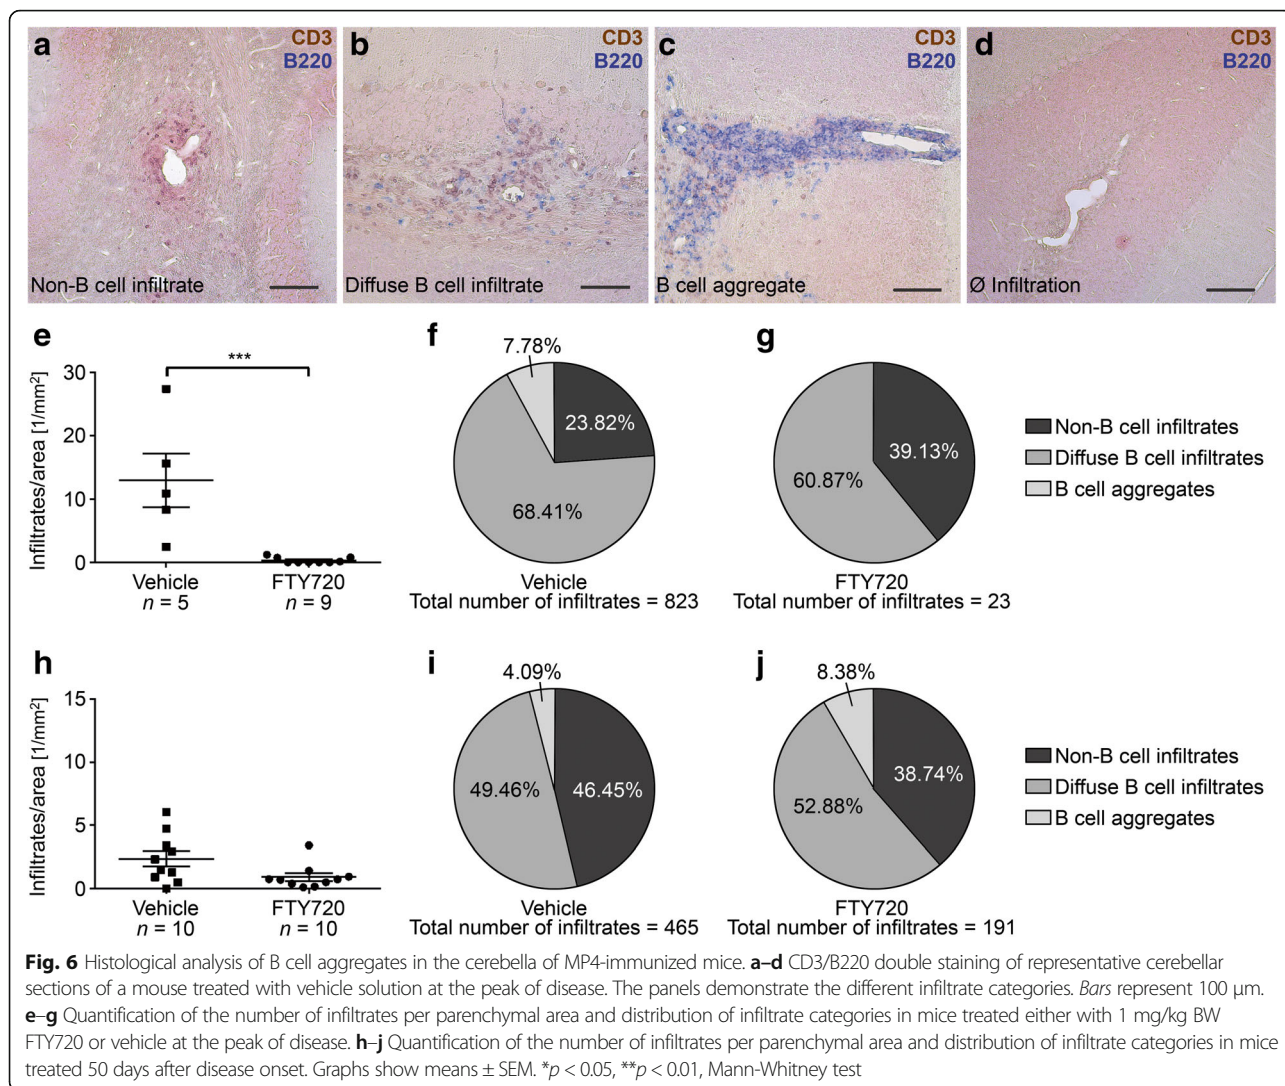 a
CD3
B220
Non-B cell infiltrate
b
CD3
B220
Diffuse B cell infiltrate
c
CD3
B220
B cell aggregate
d
CD3
B220
Ø Infiltration
e
***
Infiltrates/area [1/mm²]
30
20
10
0
Vehicle
n = 5
FTY720
n = 9
f
7.78%
23.82%
68.41%
Vehicle
Total number of infiltrates = 823
g
39.13%
60.87%
FTY720
Total number of infiltrates = 23
Non-B cell infiltrates
Diffuse B cell infiltrates
B cell aggregates
h
Infiltrates/area [1/mm²]
15
10
5
0
Vehicle
n = 10
FTY720
n = 10
i
4.09%
49.46%
46.45%
Vehicle
Total number of infiltrates = 465
j
8.38%
38.74%
52.88%
FTY720
Total number of infiltrates = 191
Non-B cell infiltrates
Diffuse B cell infiltrates
B cell aggregates
Fig. 6 Histological analysis of B cell aggregates in the cerebella of MP4-immunized mice. a–d CD3/B220 double staining of representative cerebellar
sections of a mouse treated with vehicle solution at the peak of disease. The panels demonstrate the different infiltrate categories. Bars represent 100 μm.
e–g Quantification of the number of infiltrates per parenchymal area and distribution of infiltrate categories in mice treated either with 1 mg/kg BW
FTY720 or vehicle at the peak of disease. h–j Quantification of the number of infiltrates per parenchymal area and distribution of infiltrate categories in mice
treated 50 days after disease onset. Graphs show means ± SEM. *p < 0.05, **p < 0.01, Mann-Whitney test